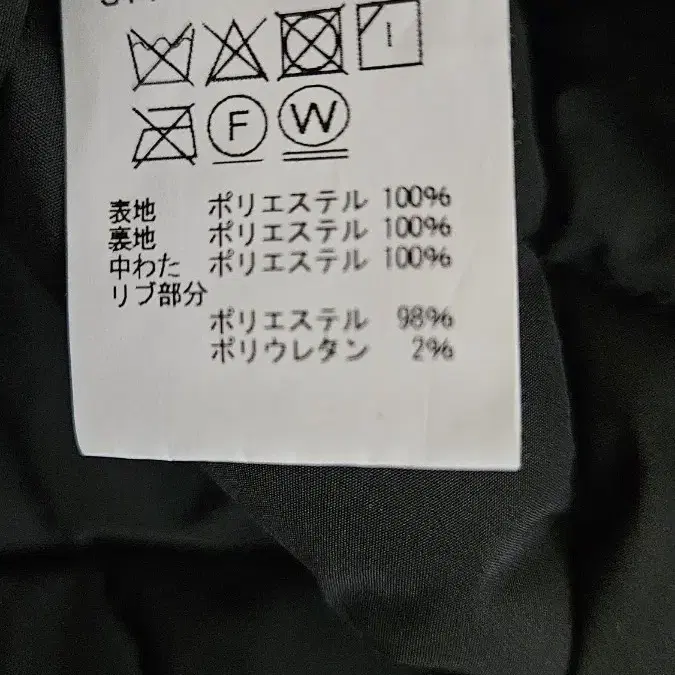 F W
表地 ポリエステル 100%
裏地 ポリエステル 100%
中わた ポリエステル 100%
リブ部分
ポリエステル 98%
ポリウレタン 2%